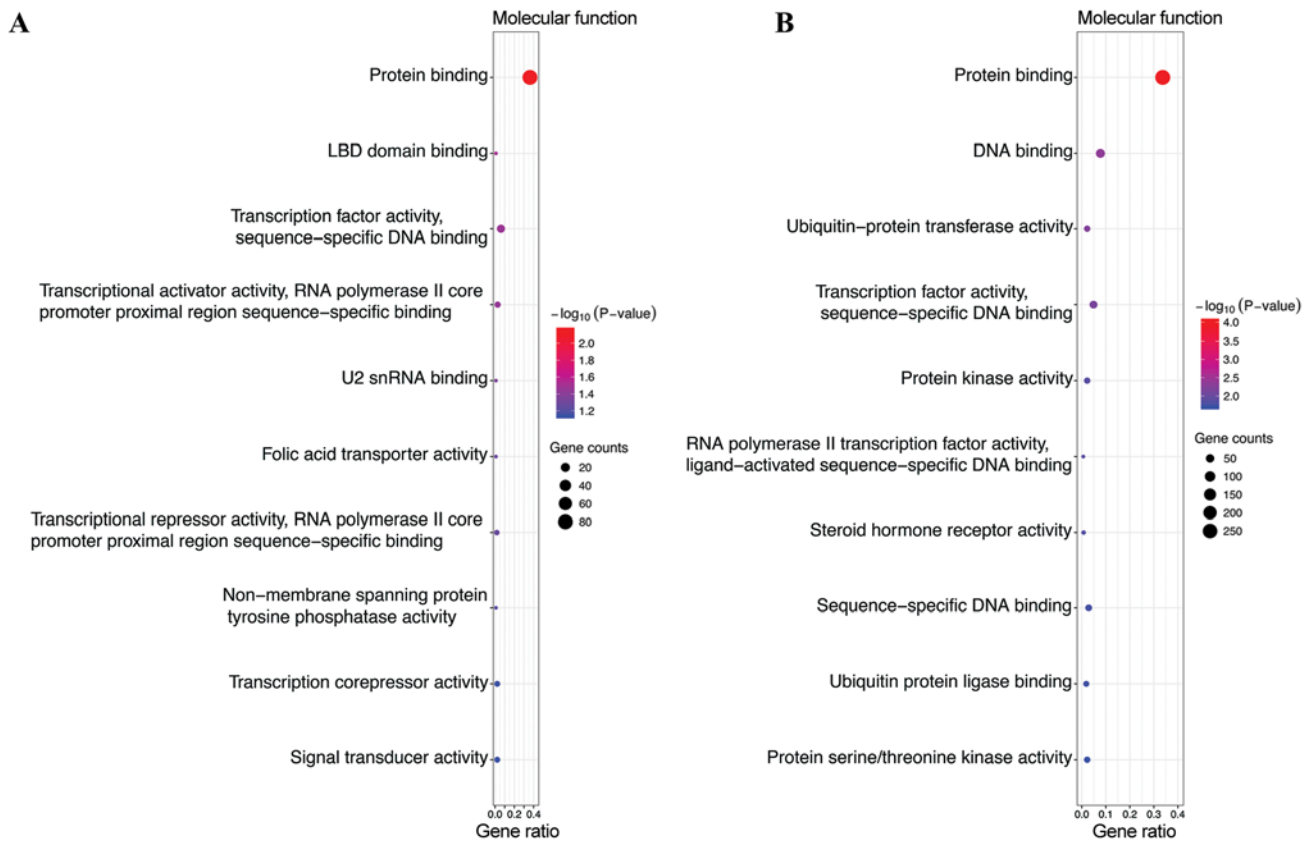 A
Molecular function
Protein binding
LBD domain binding
Transcription factor activity,
sequence−specific DNA binding
Transcriptional activator activity, RNA polymerase II core
promoter proximal region sequence−specific binding
U2 snRNA binding
Folic acid transporter activity
Transcriptional repressor activity, RNA polymerase II core
promoter proximal region sequence−specific binding
Non−membrane spanning protein
tyrosine phosphatase activity
Transcription corepressor activity
Signal transducer activity
0.0 0.2 0.4
Gene ratio
−log10 (P-value)
2.0
1.8
1.6
1.4
1.2
Gene counts
20
40
60
80
B
Molecular function
Protein binding
DNA binding
Ubiquitin−protein transferase activity
Transcription factor activity,
sequence−specific DNA binding
Protein kinase activity
RNA polymerase II transcription factor activity,
ligand−activated sequence−specific DNA binding
Steroid hormone receptor activity
Sequence−specific DNA binding
Ubiquitin protein ligase binding
Protein serine/threonine kinase activity
0.0 0.1 0.2 0.3 0.4
Gene ratio
−log10 (P-value)
4.0
3.5
3.0
2.5
2.0
Gene counts
50
100
150
200
250